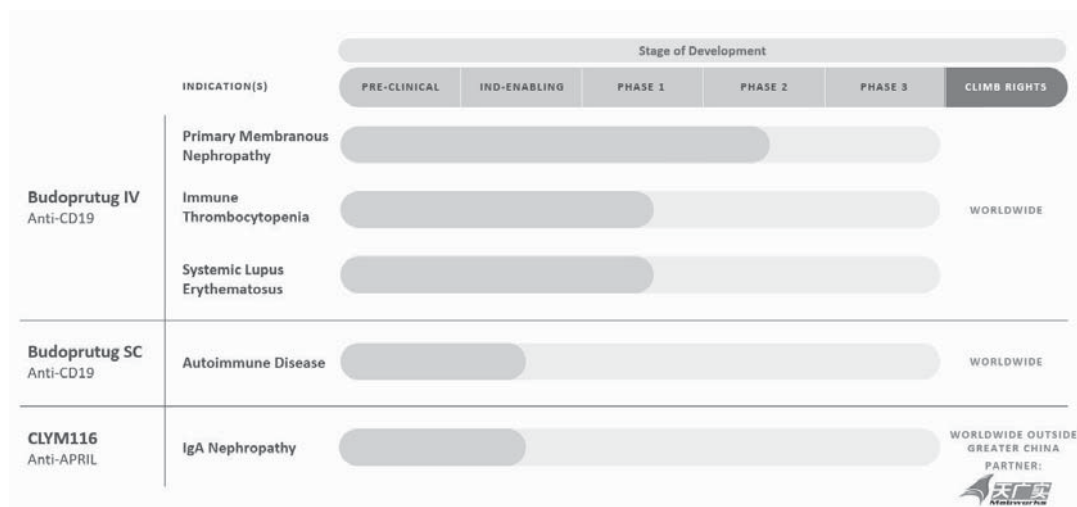 Stage of Development
INDICATION(S)
PRE-CLINICAL
IND-ENABLING
PHASE 1
PHASE 2
PHASE 3
CLIMB RIGHTS
Budoprutug IV
Anti-CD19
Primary Membranous
Nephropathy
Immune
Thrombocytopenia
Systemic Lupus
Erythematosus
WORLDWIDE
Budoprutug SC
Anti-CD19
Autoimmune Disease
WORLDWIDE
CLYM116
Anti-APRIL
IgA Nephropathy
WORLDWIDE OUTSIDE
GREATER CHINA
PARTNER:
天广实
Mabworks